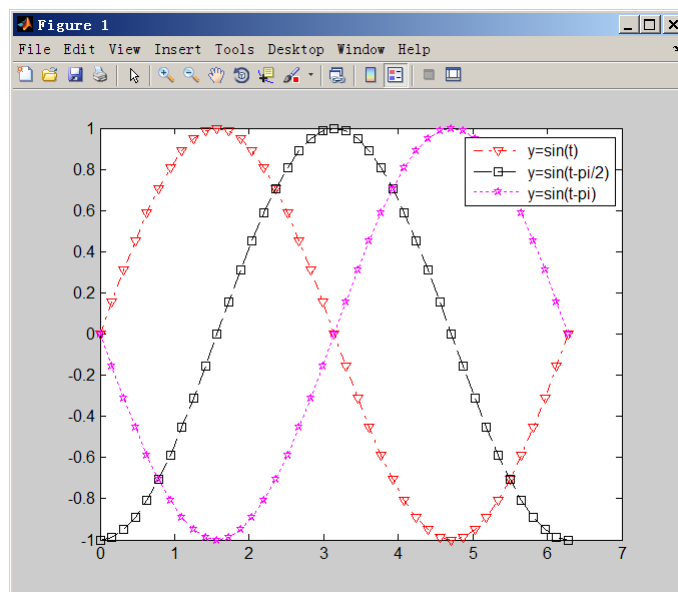 Figure 1
File Edit View Insert Tools Desktop Window Help
1
0.8
0.6
0.4
0.2
0
-0.2
-0.4
-0.6
-0.8
-1
0 1 2 3 4 5 6 7
y=sin(t)
y=sin(t-pi/2)
y=sin(t-pi)